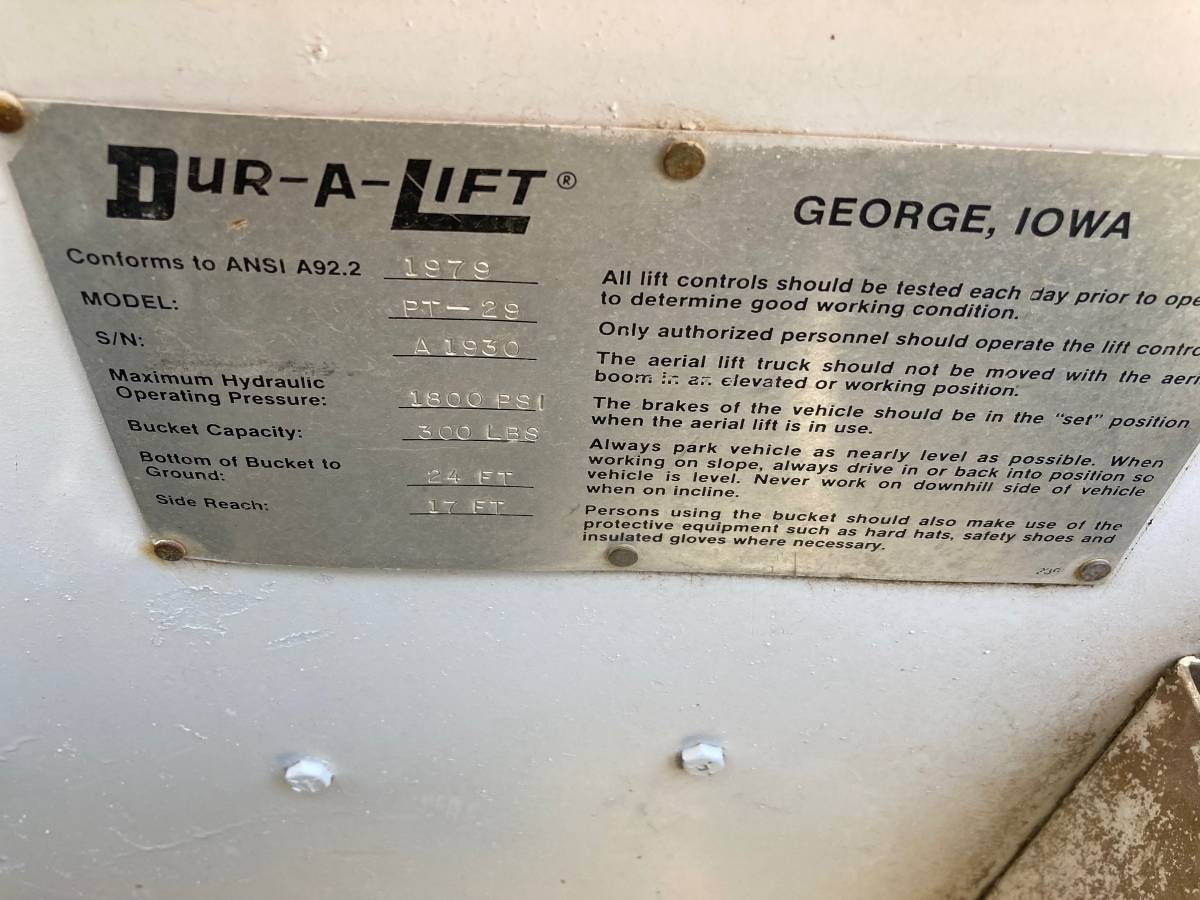 DUR-A-LIFT®
GEORGE, IOWA
Conforms to ANSI A92.2 1979
MODEL: PT-29
S/N: A 1930
Maximum Hydraulic
Operating Pressure: 1800 PSI
Bucket Capacity: 300 LBS
Bottom of Bucket to
Ground: 24 FT
Side Reach: 17 FT
All lift controls should be tested each day prior to ope
to determine good working condition.
Only authorized personnel should operate the lift contro
The aerial lift truck should not be moved with the aeri
boom in an elevated or working position.
The brakes of the vehicle should be in the "set" position
when the aerial lift is in use.
Always park vehicle as nearly level as possible. When
working on slope, always drive in or back into position so
vehicle is level. Never work on downhill side of vehicle
when on incline.
Persons using the bucket should also make use of the
protective equipment such as hard hats, safety shoes and
insulated gloves where necessary.